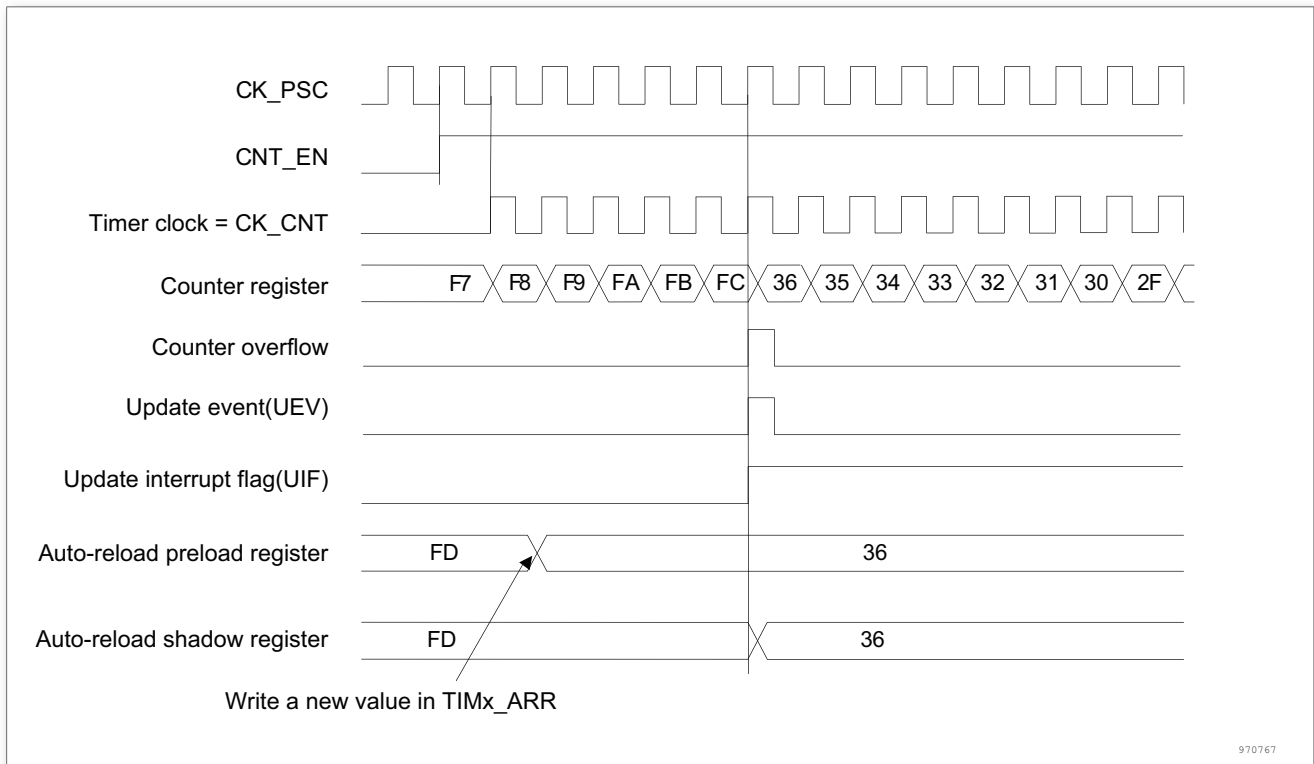 CK_PSC
CNT_EN
Timer clock = CK_CNT
Counter register F7 F8 F9 FA FB FC 36 35 34 33 32 31 30 2F
Counter overflow
Update event(UEV)
Update interrupt flag(UIF)
Auto-reload preload register FD 36
Auto-reload shadow register FD 36
Write a new value in TIMx_ARR
970767